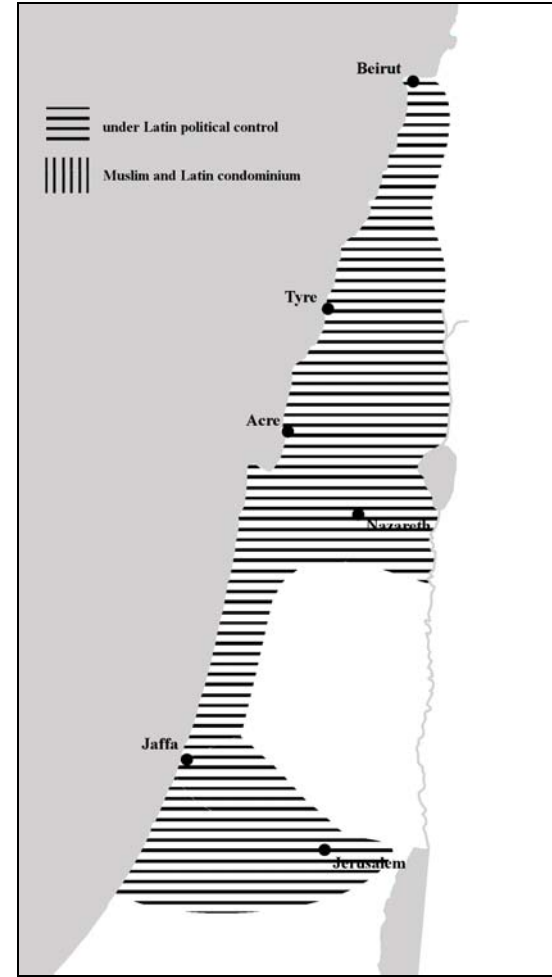 Beirut
under Latin political control
Muslim and Latin condominium
Tyre
Acre
Nazareth
Jaffa
Jerusalem